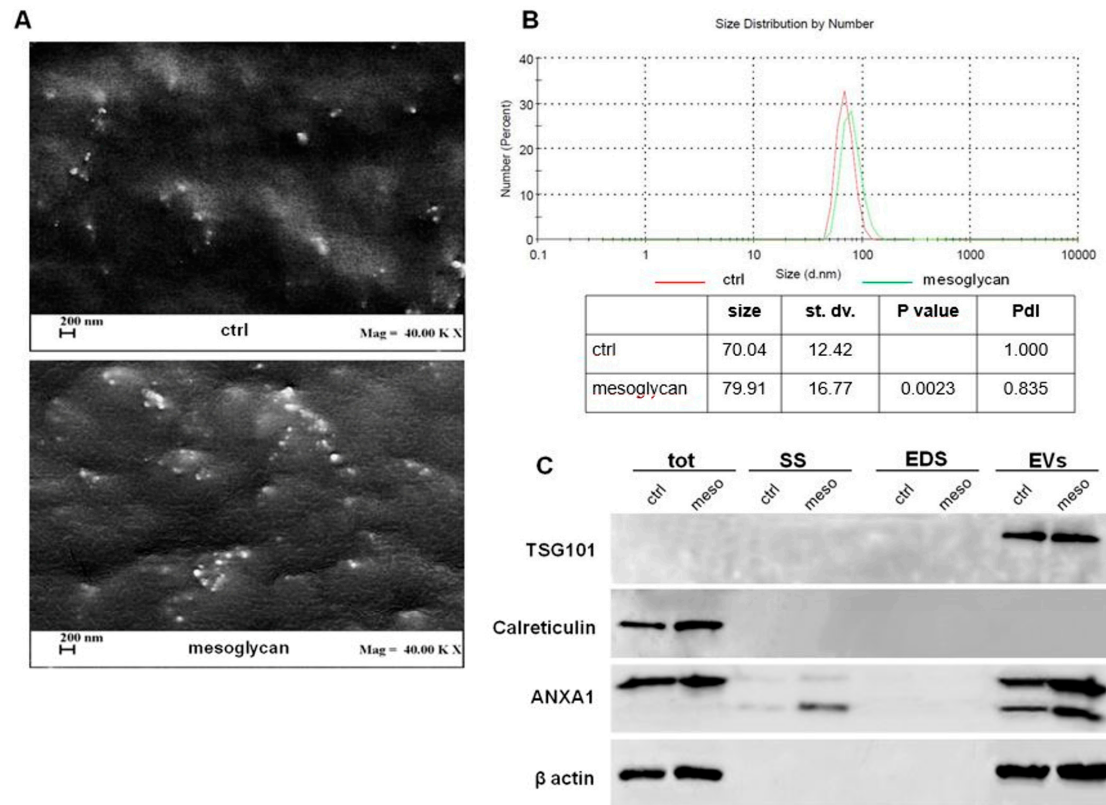 A
200 nm
ctrl
Mag = 40.00 K X
200 nm
mesoglycan
Mag = 40.00 K X
B
Size Distribution by Number
Number (Percent)
40
30
20
10
0
0.1 1 10 100 1000 10000
Size (d.nm)
ctrl mesoglycan
size st. dv. P value PdI
ctrl 70.04 12.42 1.000
mesoglycan 79.91 16.77 0.0023 0.835
C
tot SS EDS EVs
ctrl meso ctrl meso ctrl meso ctrl meso
TSG101
Calreticulin
ANXA1
β actin